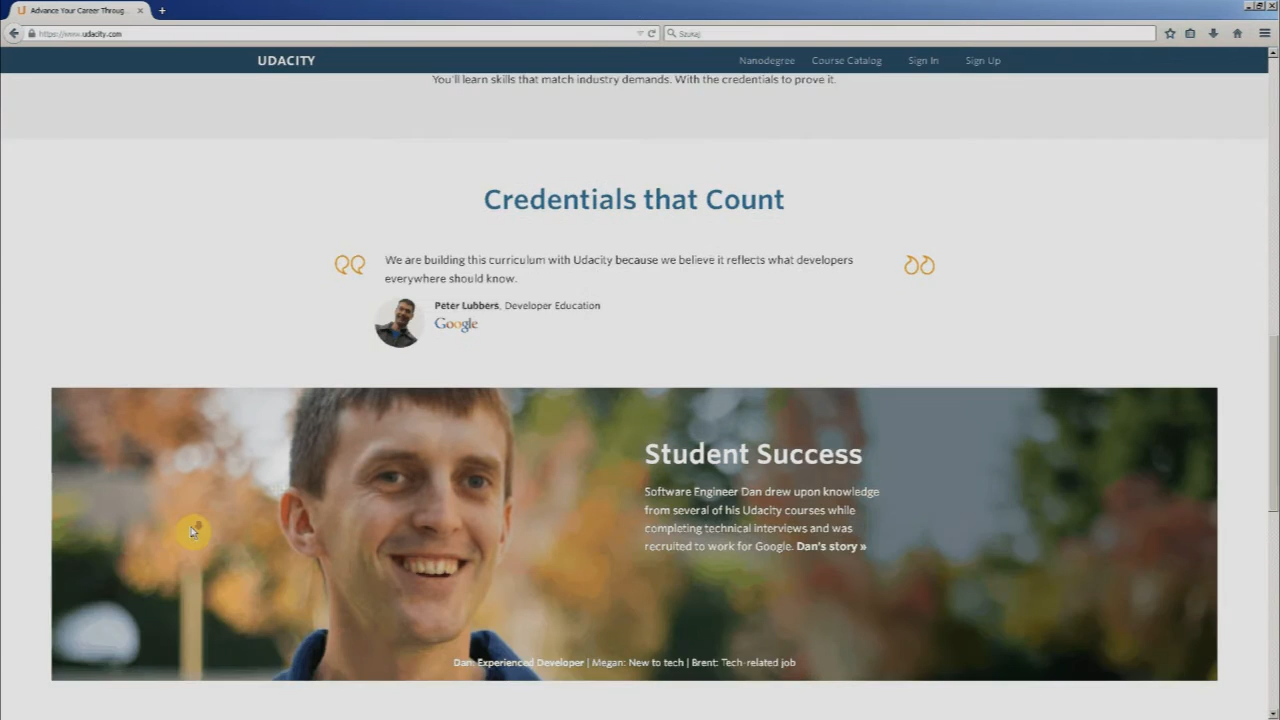 Advance Your Career Throug...
https://www.udacity.com
Szukaj
UDACITY
Nanodegree
Course Catalog
Sign In
Sign Up
You'll learn skills that match industry demands. With the credentials to prove it.
Credentials that Count
We are building this curriculum with Udacity because we believe it reflects what developers
everywhere should know.
Peter Lubbers, Developer Education
Google
Student Success
Software Engineer Dan drew upon knowledge
from several of his Udacity courses while
completing technical interviews and was
recruited to work for Google. Dan's story »
Dan: Experienced Developer | Megan: New to tech | Brent: Tech-related job